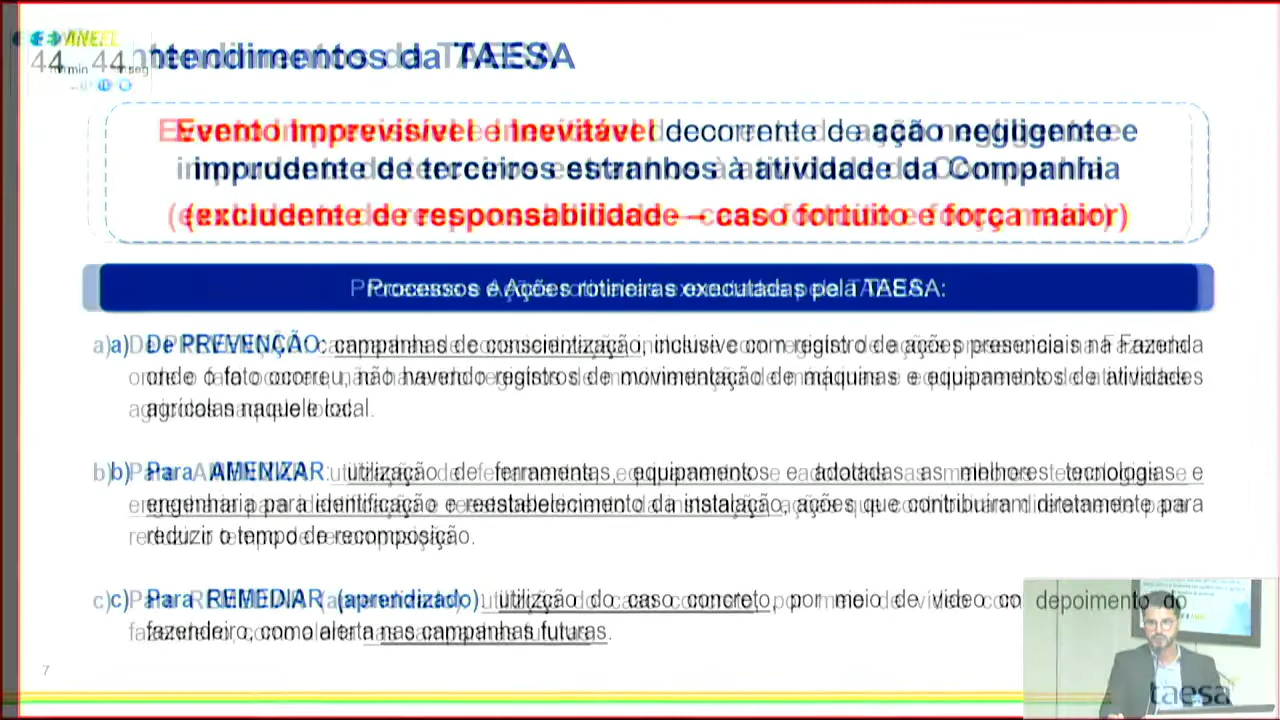 ANEEL
44 min 44 seg
ntendimentos da TAESA
Evento Imprevisível e Inevitável decorrente de ação negligente e
imprudente de terceiros estranhos à atividade da Companhia
(excludente de responsabilidade – caso fortuito e força maior)
Processos e Ações rotineiras executadas pela TAESA:
a) De PREVENÇÃO: campanhas de conscientização, inclusive com registro de ações presenciais na Fazenda
onde o fato ocorreu, não havendo registros de movimentação de máquinas e equipamentos de atividades
agrícolas naquele local.
b) Para AMENIZAR: utilização de ferramentas, equipamentos e adotadas as melhores tecnologias e
engenharia para identificação e reestabelecimento da instalação, ações que contribuíram diretamente para
reduzir o tempo de recomposição.
c) Para REMEDIAR (aprendizado): utilização do caso concreto, por meio de vídeo co depoimento do
fazendeiro, como alerta nas campanhas futuras.
7
taesa